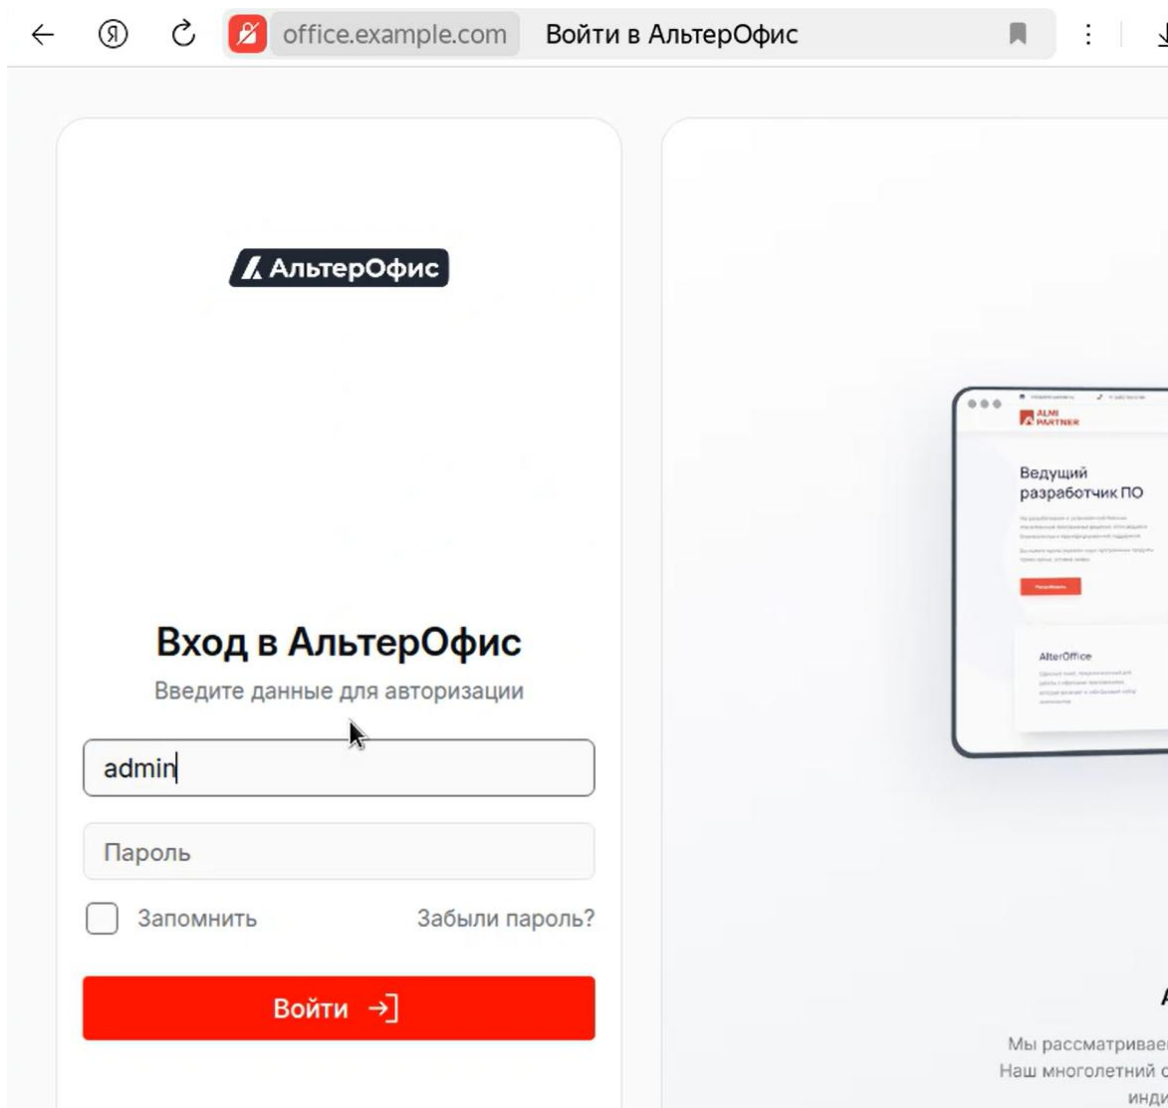 office.example.com Войти в АльтерОфис
АльтерОфис
Вход в АльтерОфис
Введите данные для авторизации
admin
Пароль
Запомнить Забыли пароль?
Войти
ALMI
PARTNER
Ведущий
разработчик ПО
AlterOffice
Мы рассматривае
Наш многолетний с
инди